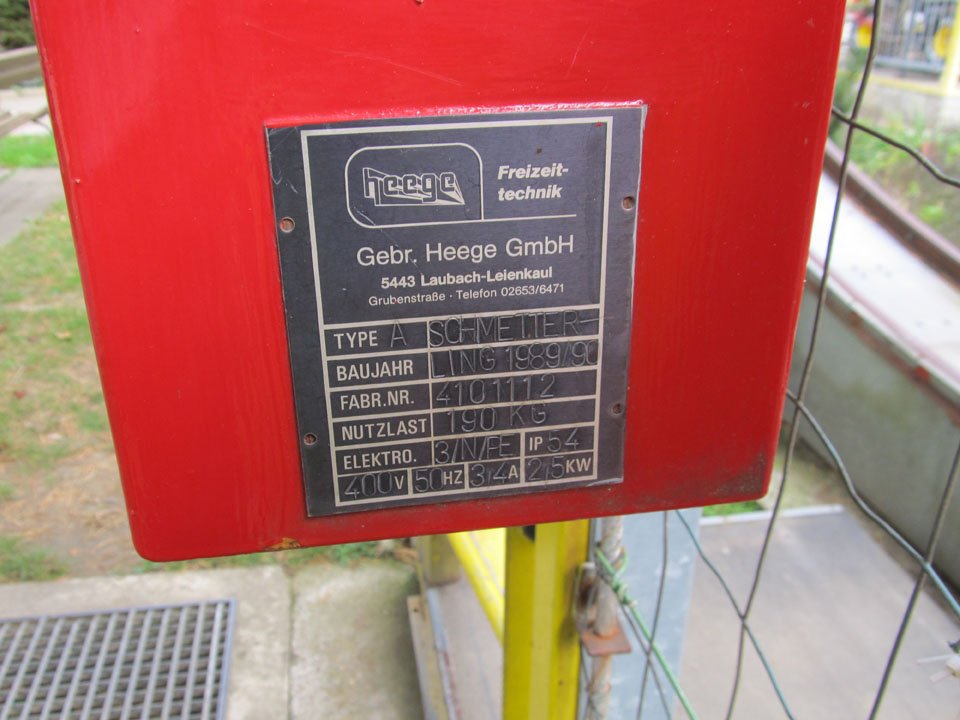 heege
Freizeit-
technik
Gebr. Heege GmbH
5443 Laubach-Leienkaul
Grubenstraße · Telefon 02653/6471
TYPE A SCHMETTER-
BAUJAHR LING 1989/90
FABR.NR. 4101112
NUTZLAST 190 KG
ELEKTRO. 3/N/PE IP 54
400 V 50 HZ 3,4 A 2,5 KW